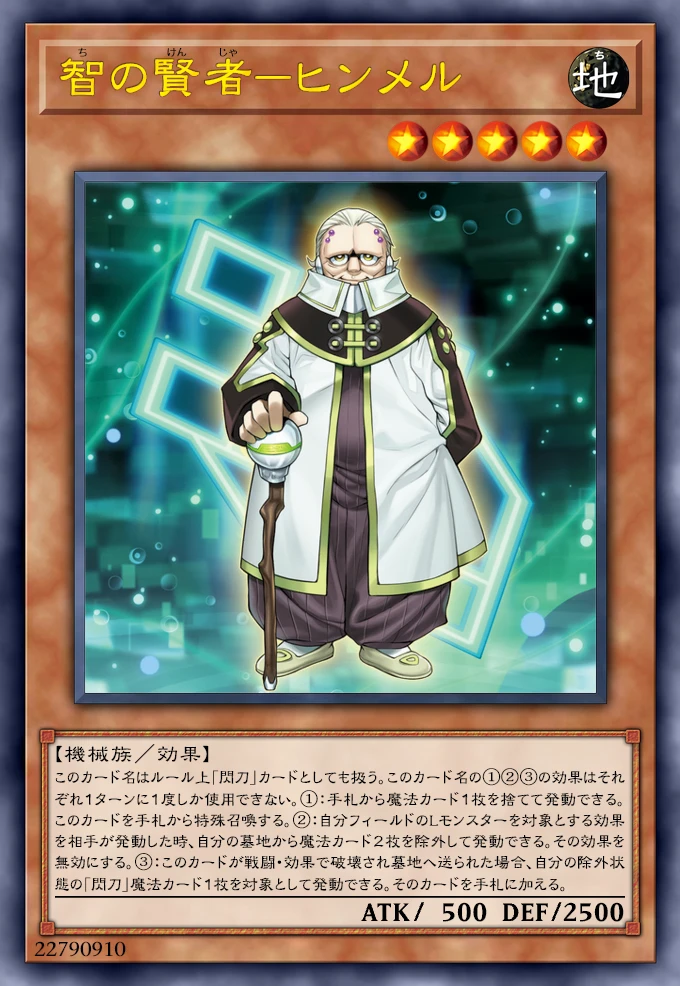 智の賢者−ヒンメル
ち けん じゃ
地
ち
【機械族／効果】
このカード名はルール上「閃刀」カードとしても扱う。このカード名の①②③の効果はそれ
ぞれ１ターンに１度しか使用できない。①：手札から魔法カード１枚を捨てて発動できる。
このカードを手札から特殊召喚する。②：自分フィールドのLモンスターを対象とする効果
を相手が発動した時、自分の墓地から魔法カード２枚を除外して発動できる。その効果を
無効にする。③：このカードが戦闘・効果で破壊され墓地へ送られた場合、自分の除外状
態の「閃刀」魔法カード１枚を対象として発動できる。そのカードを手札に加える。
ATK/ 500 DEF/2500
22790910